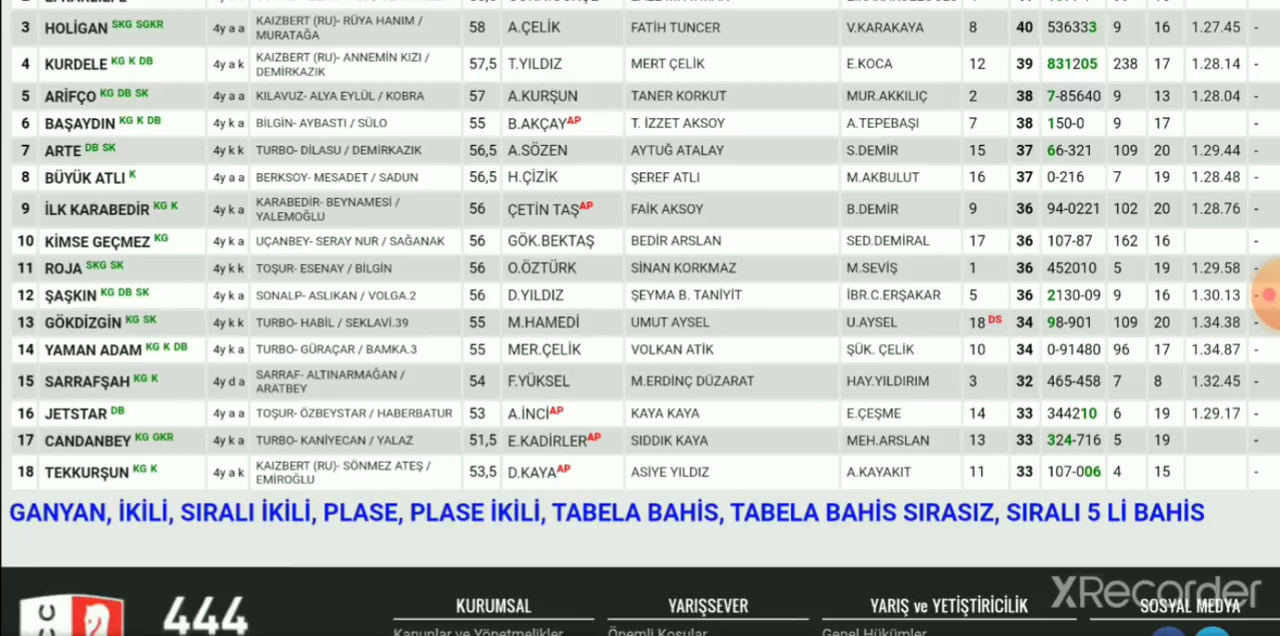 3 HOLİGAN SKG SGKR 4y a a KAIZBERT (RU)- RÜYA HANIM / MURATAĞA 58 A.ÇELİK FATİH TUNCER V.KARAKAYA 8 40 536333 9 16 1.27.45 -
4 KURDELE KG K DB 4y a k KAIZBERT (RU)- ANNEMIN KIZI / DEMİRKAZIK 57,5 T.YILDIZ MERT ÇELİK E.KOCA 12 39 831205 238 17 1.28.14 -
5 ARİFÇO KG DB SK 4y a a KILAVUZ- ALYA EYLÜL / KOBRA 57 A.KURŞUN TANER KORKUT MUR.AKKILIÇ 2 38 7-85640 9 13 1.28.04 -
6 BAŞAYDIN KG K DB 4y k a BİLGİN- AYBASTI / SÜLO 55 B.AKÇAY AP T. İZZET AKSOY A.TEPEBAŞI 7 38 150-0 9 17 -
7 ARTE DB SK 4y k k TURBO- DİLASU / DEMİRKAZIK 56,5 A.SÖZEN AYTUĞ ATALAY S.DEMİR 15 37 66-321 109 20 1.29.44 -
8 BÜYÜK ATLI K 4y a a BERKSOY- MESADET / SADUN 56,5 H.ÇİZİK ŞEREF ATLI M.AKBULUT 16 37 0-216 7 19 1.28.48 -
9 İLK KARABEDİR KG K 4y k a KARABEDİR- BEYNAMESİ / YALEMOĞLU 56 ÇETİN TAŞ AP FAİK AKSOY B.DEMİR 9 36 94-0221 102 20 1.28.76 -
10 KİMSE GEÇMEZ KG 4y k a UÇANBEY- SERAY NUR / SAĞANAK 56 GÖK.BEKTAŞ BEDİR ARSLAN SED.DEMİRAL 17 36 107-87 162 16 -
11 ROJA SKG SK 4y k k TOŞUR- ESENAY / BİLGİN 56 O.ÖZTÜRK SİNAN KORKMAZ M.SEVİŞ 1 36 452010 5 19 1.29.58 -
12 ŞAŞKIN KG DB SK 4y k a SONALP- ASLIKAN / VOLGA.2 56 D.YILDIZ ŞEYMA B. TANİYİT İBR.C.ERŞAKAR 5 36 2130-09 9 16 1.30.13 -
13 GÖKDİZGİN KG SK 4y k k TURBO- HABİL / SEKLAVİ.39 55 M.HAMEDİ UMUT AYSEL U.AYSEL 18 DS 34 98-901 109 20 1.34.38 -
14 YAMAN ADAM KG K DB 4y k a TURBO- GÜRAÇAR / BAMKA.3 55 MER.ÇELİK VOLKAN ATİK ŞÜK. ÇELİK 10 34 0-91480 96 17 1.34.87 -
15 SARRAFŞAH KG K 4y d a SARRAF- ALTINARMAĞAN / ARATBEY 54 F.YÜKSEL M.ERDİNÇ DÜZARAT HAY.YILDIRIM 3 32 465-458 7 8 1.32.45 -
16 JETSTAR DB 4y a a TOŞUR- ÖZBEYSTAR / HABERBATUR 53 A.İNCİ AP KAYA KAYA E.ÇEŞME 14 33 344210 6 19 1.29.17 -
17 CANDANBEY KG GKR 4y k a TURBO- KANİYECAN / YALAZ 51,5 E.KADİRLER AP SIDDIK KAYA MEH.ARSLAN 13 33 324-716 5 19 -
18 TEKKURŞUN KG K 4y a k KAIZBERT (RU)- SÖNMEZ ATEŞ / EMİROĞLU 53,5 D.KAYA AP ASİYE YILDIZ A.KAYAKIT 11 33 107-006 4 15 -
GANYAN, İKİLİ, SIRALI İKİLİ, PLASE, PLASE İKİLİ, TABELA BAHİS, TABELA BAHİS SIRASIZ, SIRALI 5 Lİ BAHİS
444 KURUMSAL YARIŞSEVER YARIŞ ve YETİŞTİRİCİLİK SOSYAL MEDYA
XRecorder
Kanunlar ve Yönetmelikler Önemli Koşular Genel Hükümler